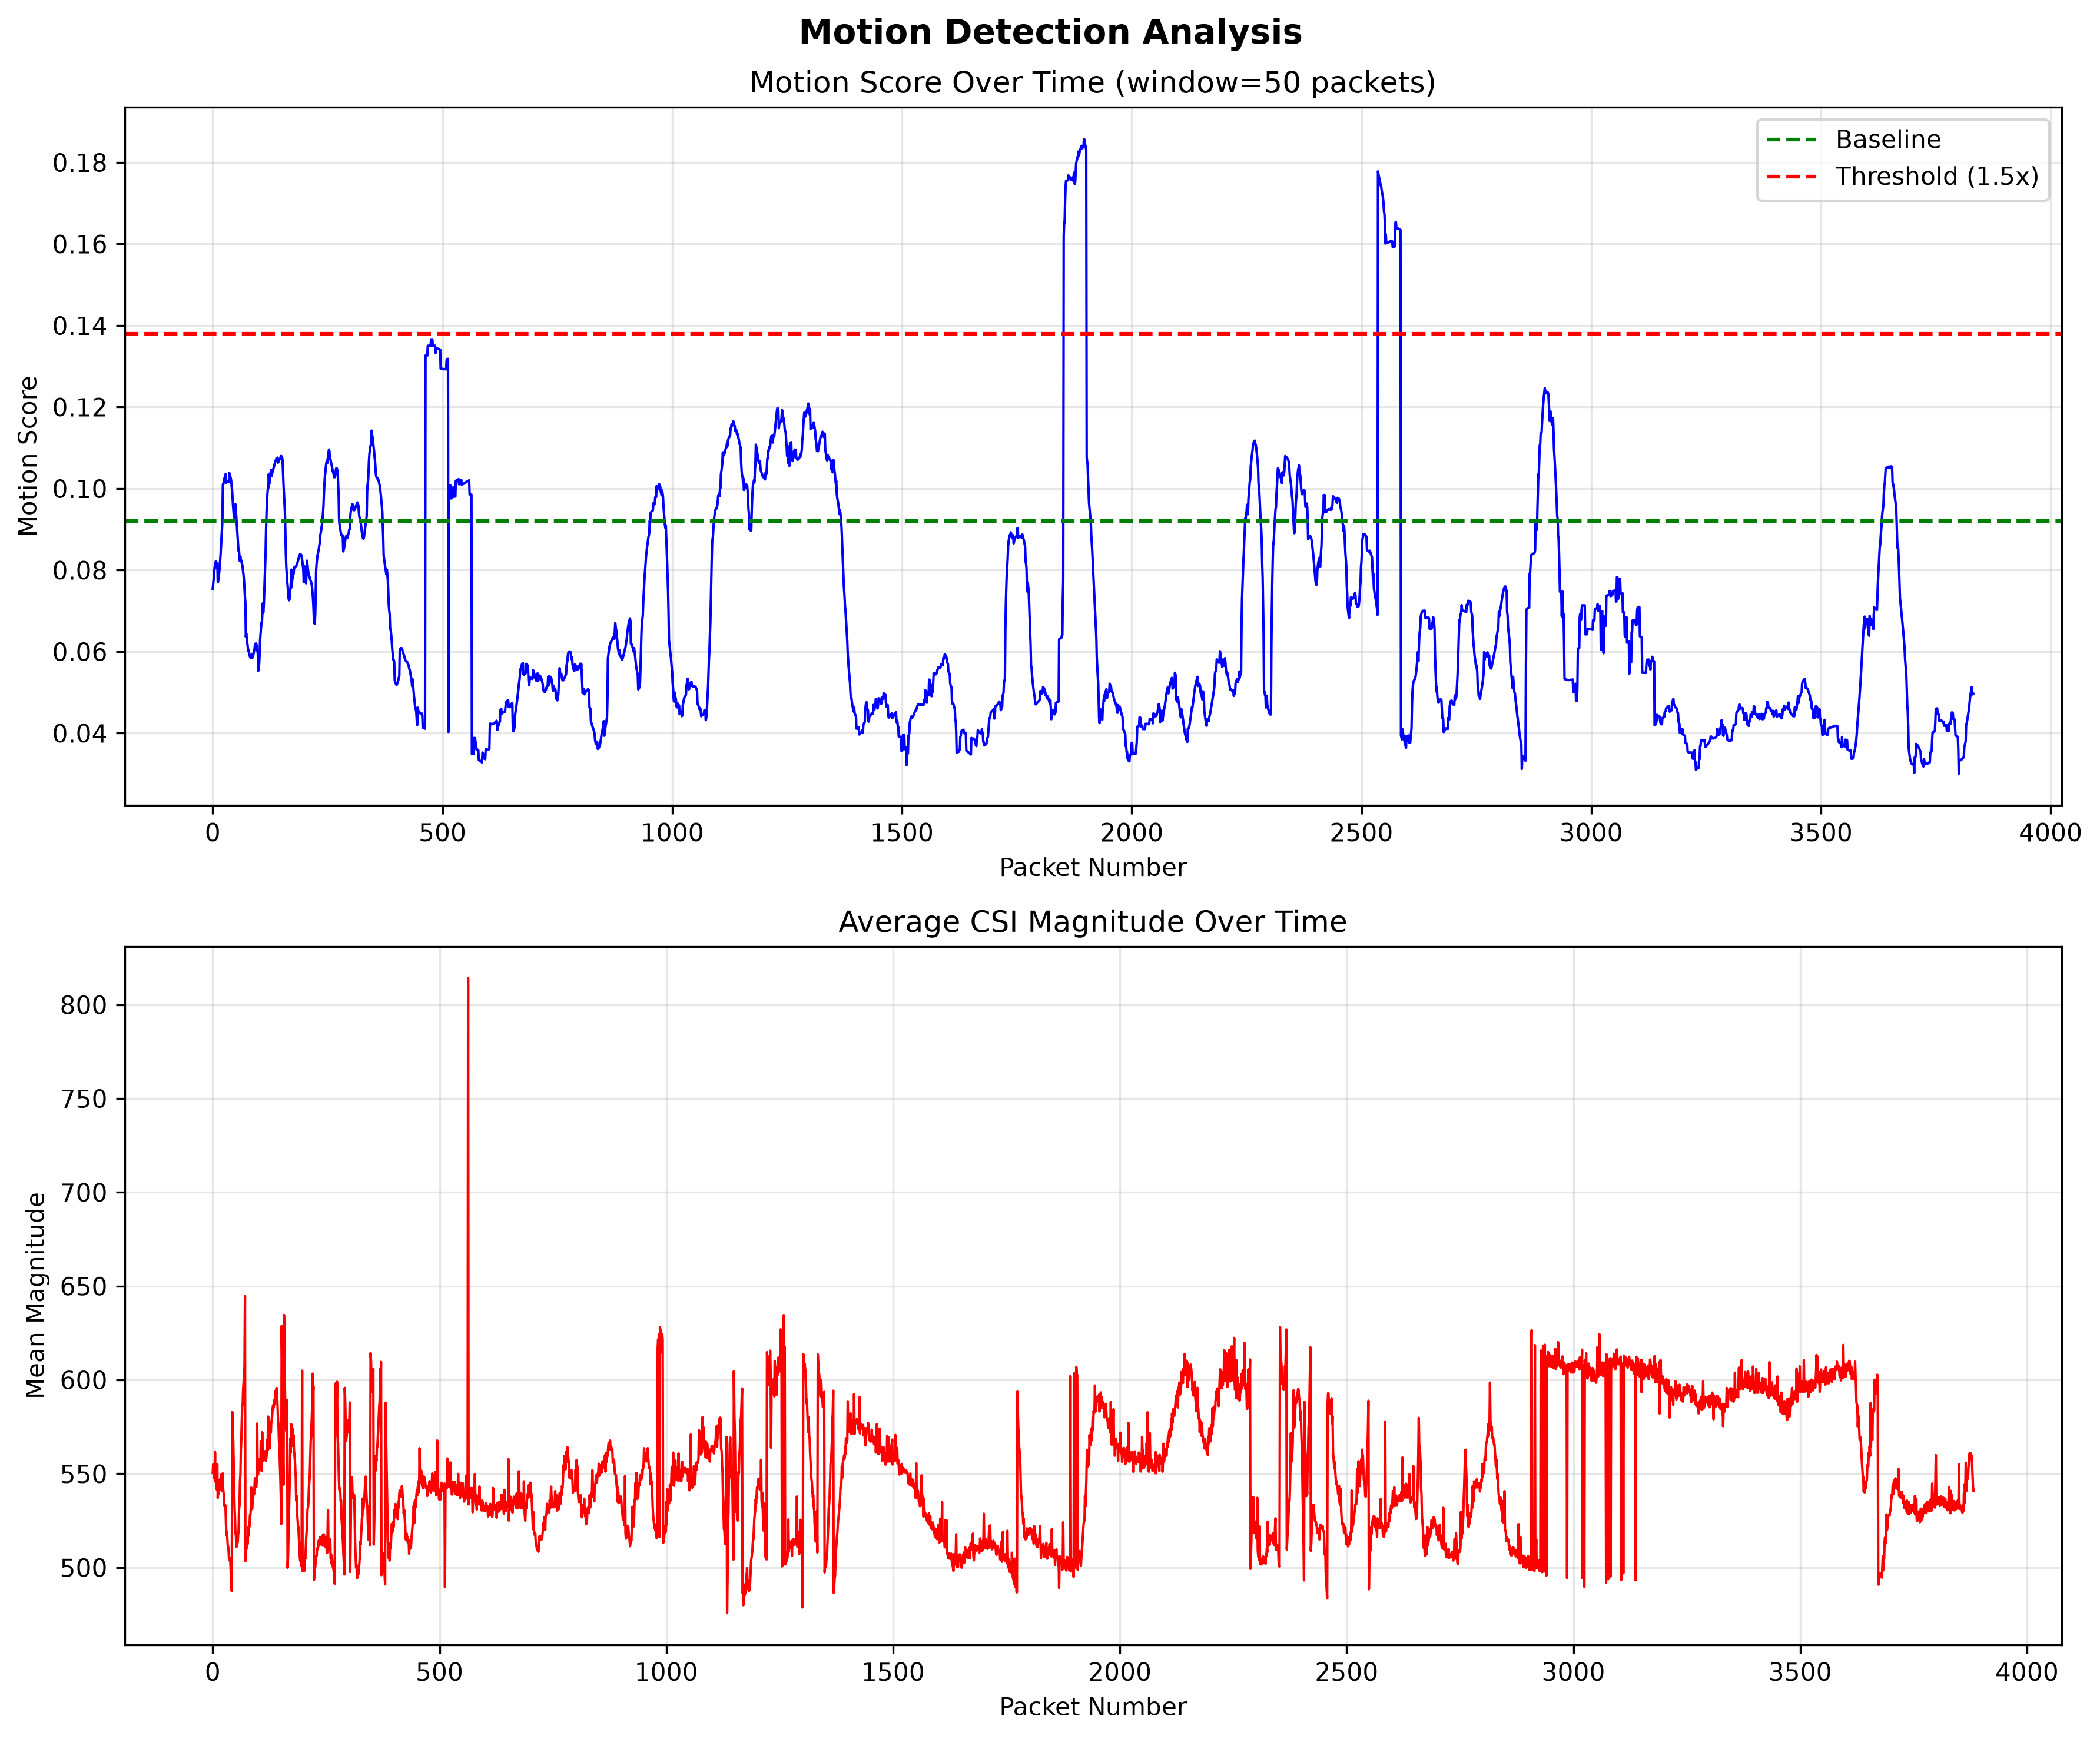 Motion Detection Analysis
Motion Score Over Time (window=50 packets)
Baseline
Threshold (1.5x)
0.18
0.16
0.14
0.12
0.10
0.08
0.06
0.04
Motion Score
0 500 1000 1500 2000 2500 3000 3500 4000
Packet Number
Average CSI Magnitude Over Time
800
750
700
650
600
550
500
Mean Magnitude
0 500 1000 1500 2000 2500 3000 3500 4000
Packet Number